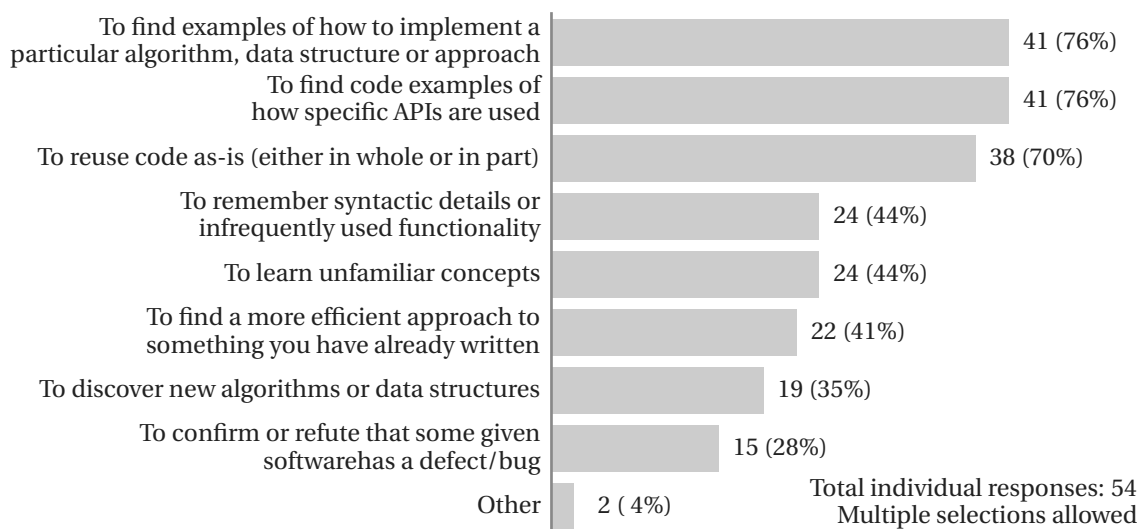 To find examples of how to implement a
particular algorithm, data structure or approach
41 (76%)
To find code examples of
how specific APIs are used
41 (76%)
To reuse code as-is (either in whole or in part)
38 (70%)
To remember syntactic details or
infrequently used functionality
24 (44%)
To learn unfamiliar concepts
24 (44%)
To find a more efficient approach to
something you have already written
22 (41%)
To discover new algorithms or data structures
19 (35%)
To confirm or refute that some given
softwarehas a defect/bug
15 (28%)
Other
2 ( 4%)
Total individual responses: 54
Multiple selections allowed